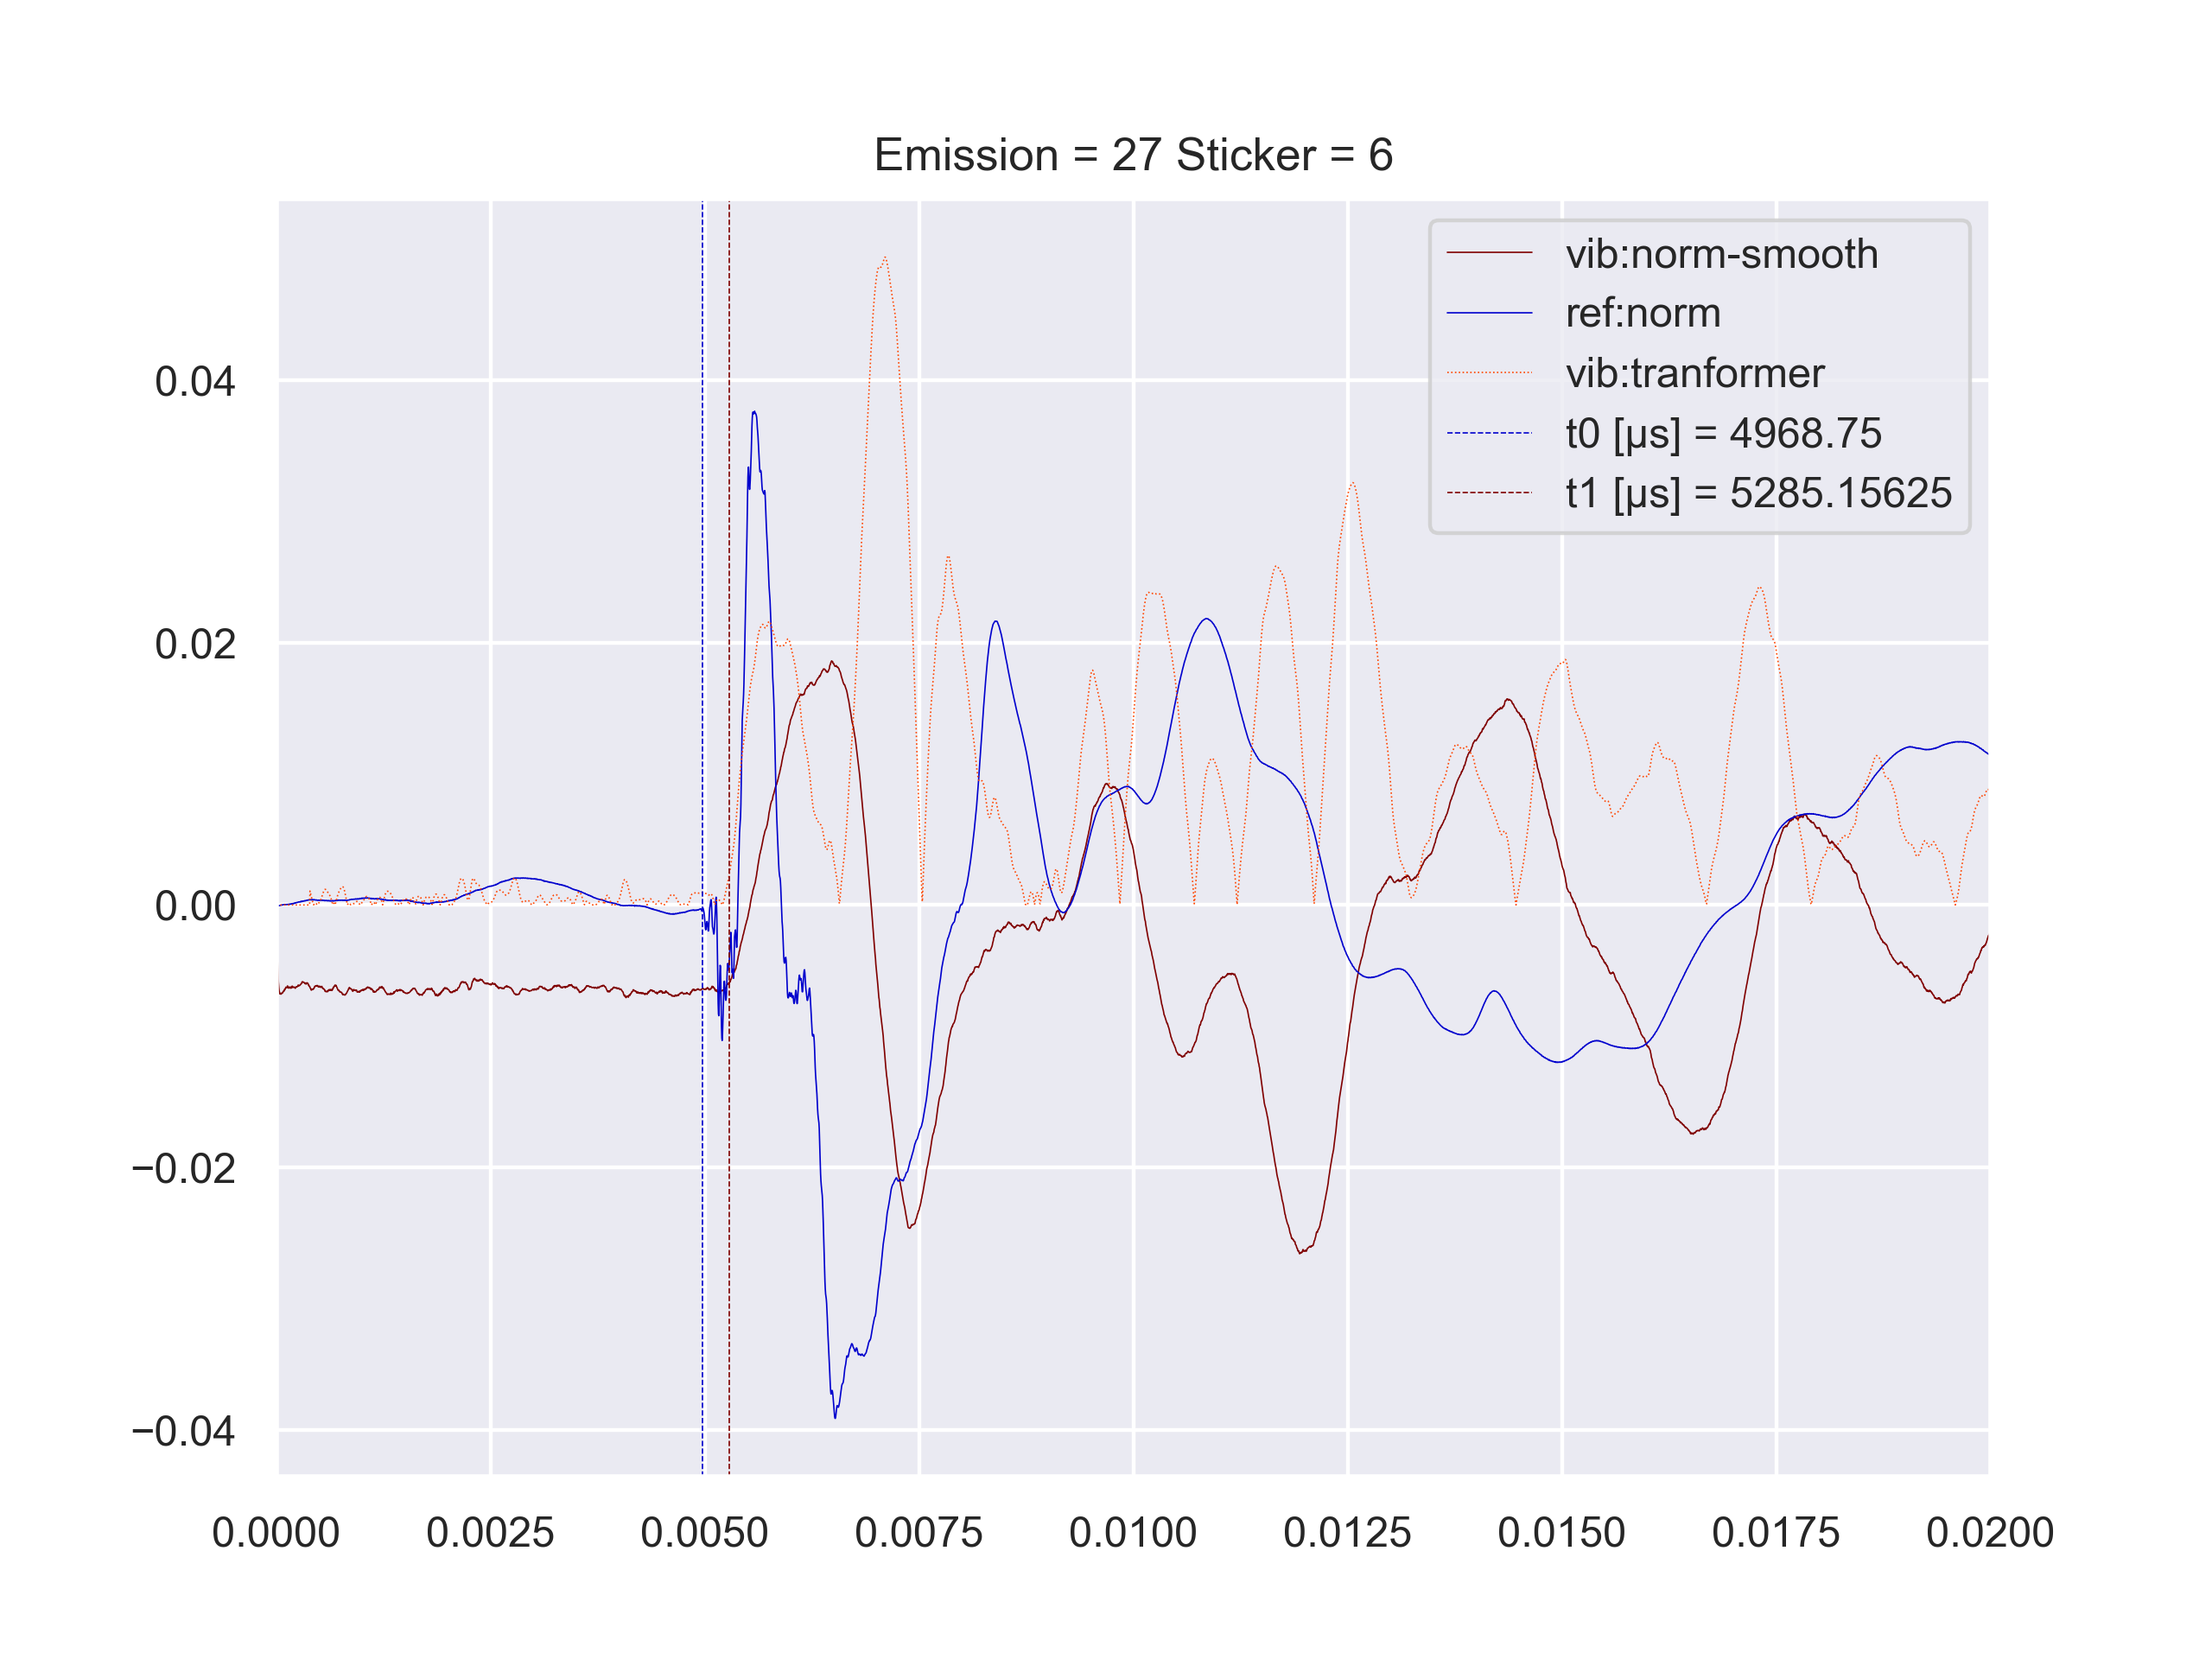 Emission = 27 Sticker = 6
vib:norm-smooth
ref:norm
vib:tranformer
t0 [µs] = 4968.75
t1 [µs] = 5285.15625
0.04
0.02
0.00
−0.02
−0.04
0.0000 0.0025 0.0050 0.0075 0.0100 0.0125 0.0150 0.0175 0.0200